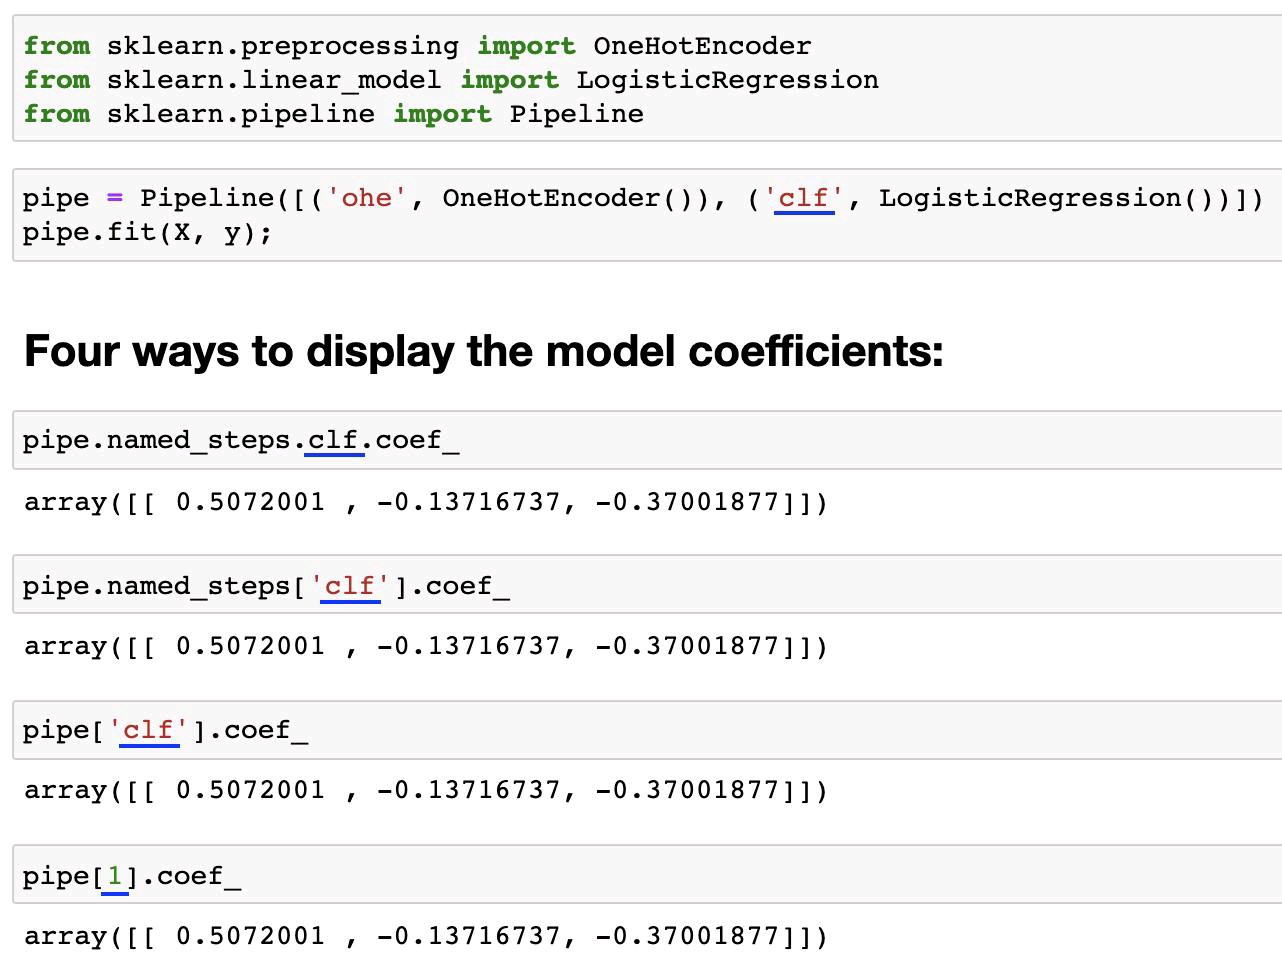 from sklearn.preprocessing import OneHotEncoder
from sklearn.linear_model import LogisticRegression
from sklearn.pipeline import Pipeline
pipe = Pipeline([('ohe', OneHotEncoder()), ('clf', LogisticRegression())])
pipe.fit(X, y);
Four ways to display the model coefficients:
pipe.named_steps.clf.coef_
array([[ 0.5072001 , -0.13716737, -0.37001877]])
pipe.named_steps['clf'].coef_
array([[ 0.5072001 , -0.13716737, -0.37001877]])
pipe['clf'].coef_
array([[ 0.5072001 , -0.13716737, -0.37001877]])
pipe[1].coef_
array([[ 0.5072001 , -0.13716737, -0.37001877]])